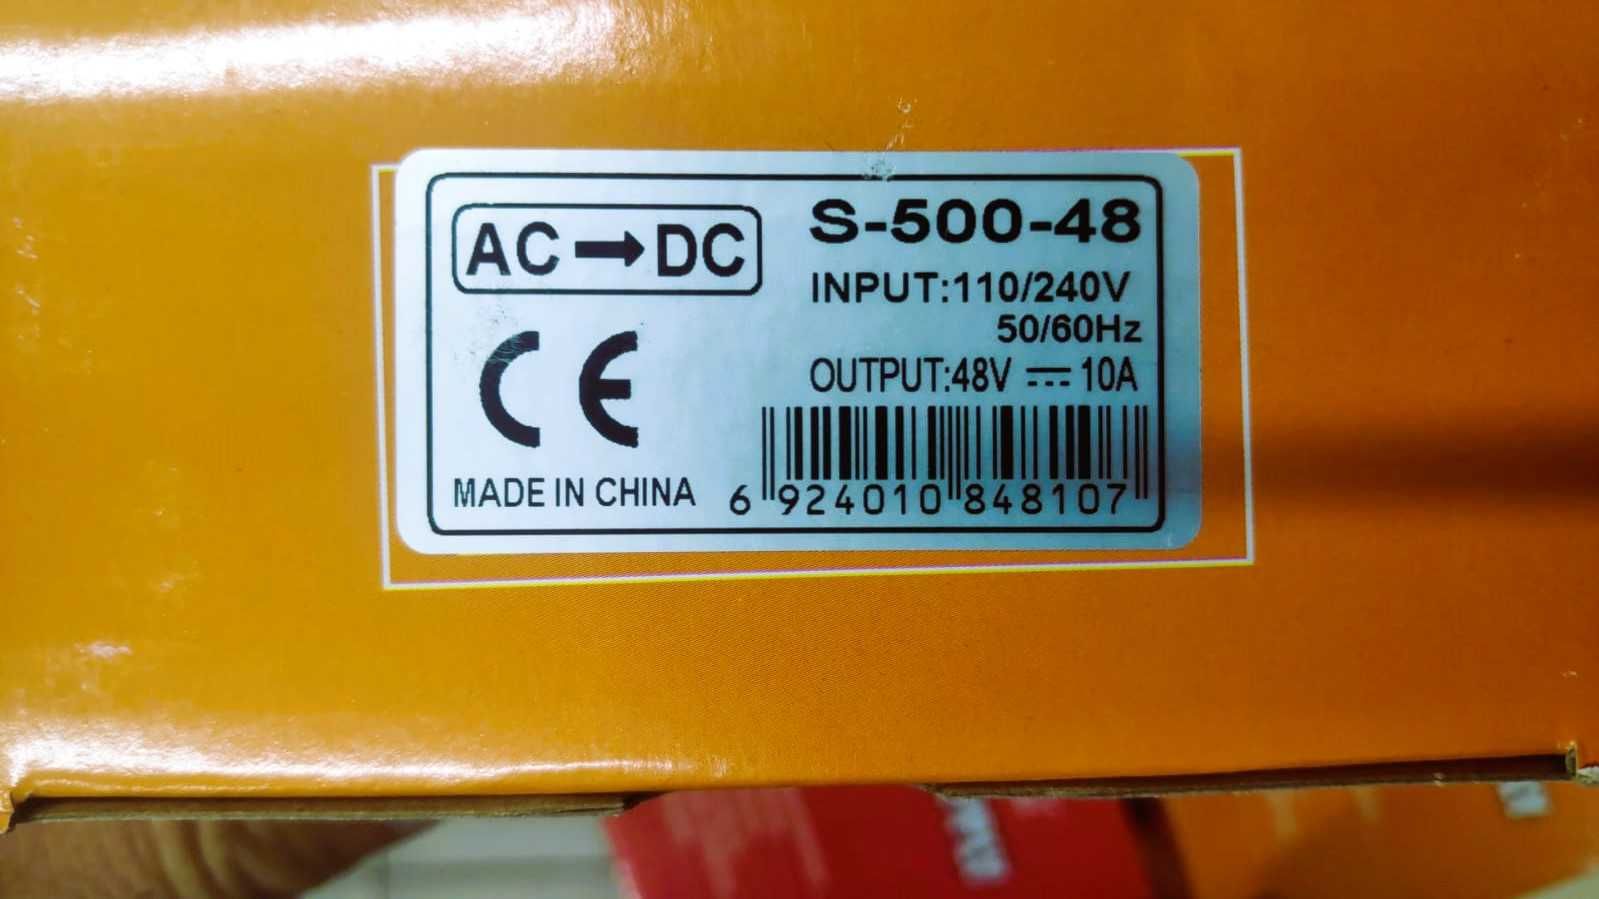 AC→DC
S-500-48
INPUT:110/240V
50/60Hz
OUTPUT:48V ⎓ 10A
CE
MADE IN CHINA
6 924010 848107